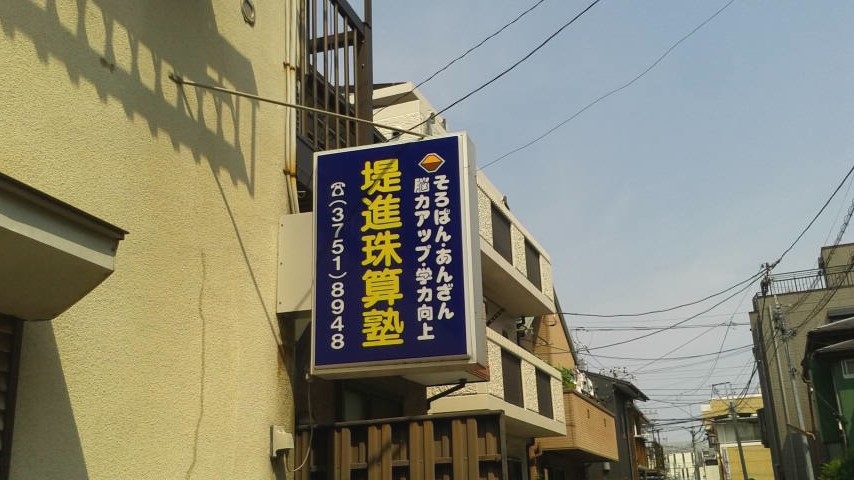 そろばん・あんざん
脳力アップ・学力向上
堤進珠算塾
☎(3751)8948